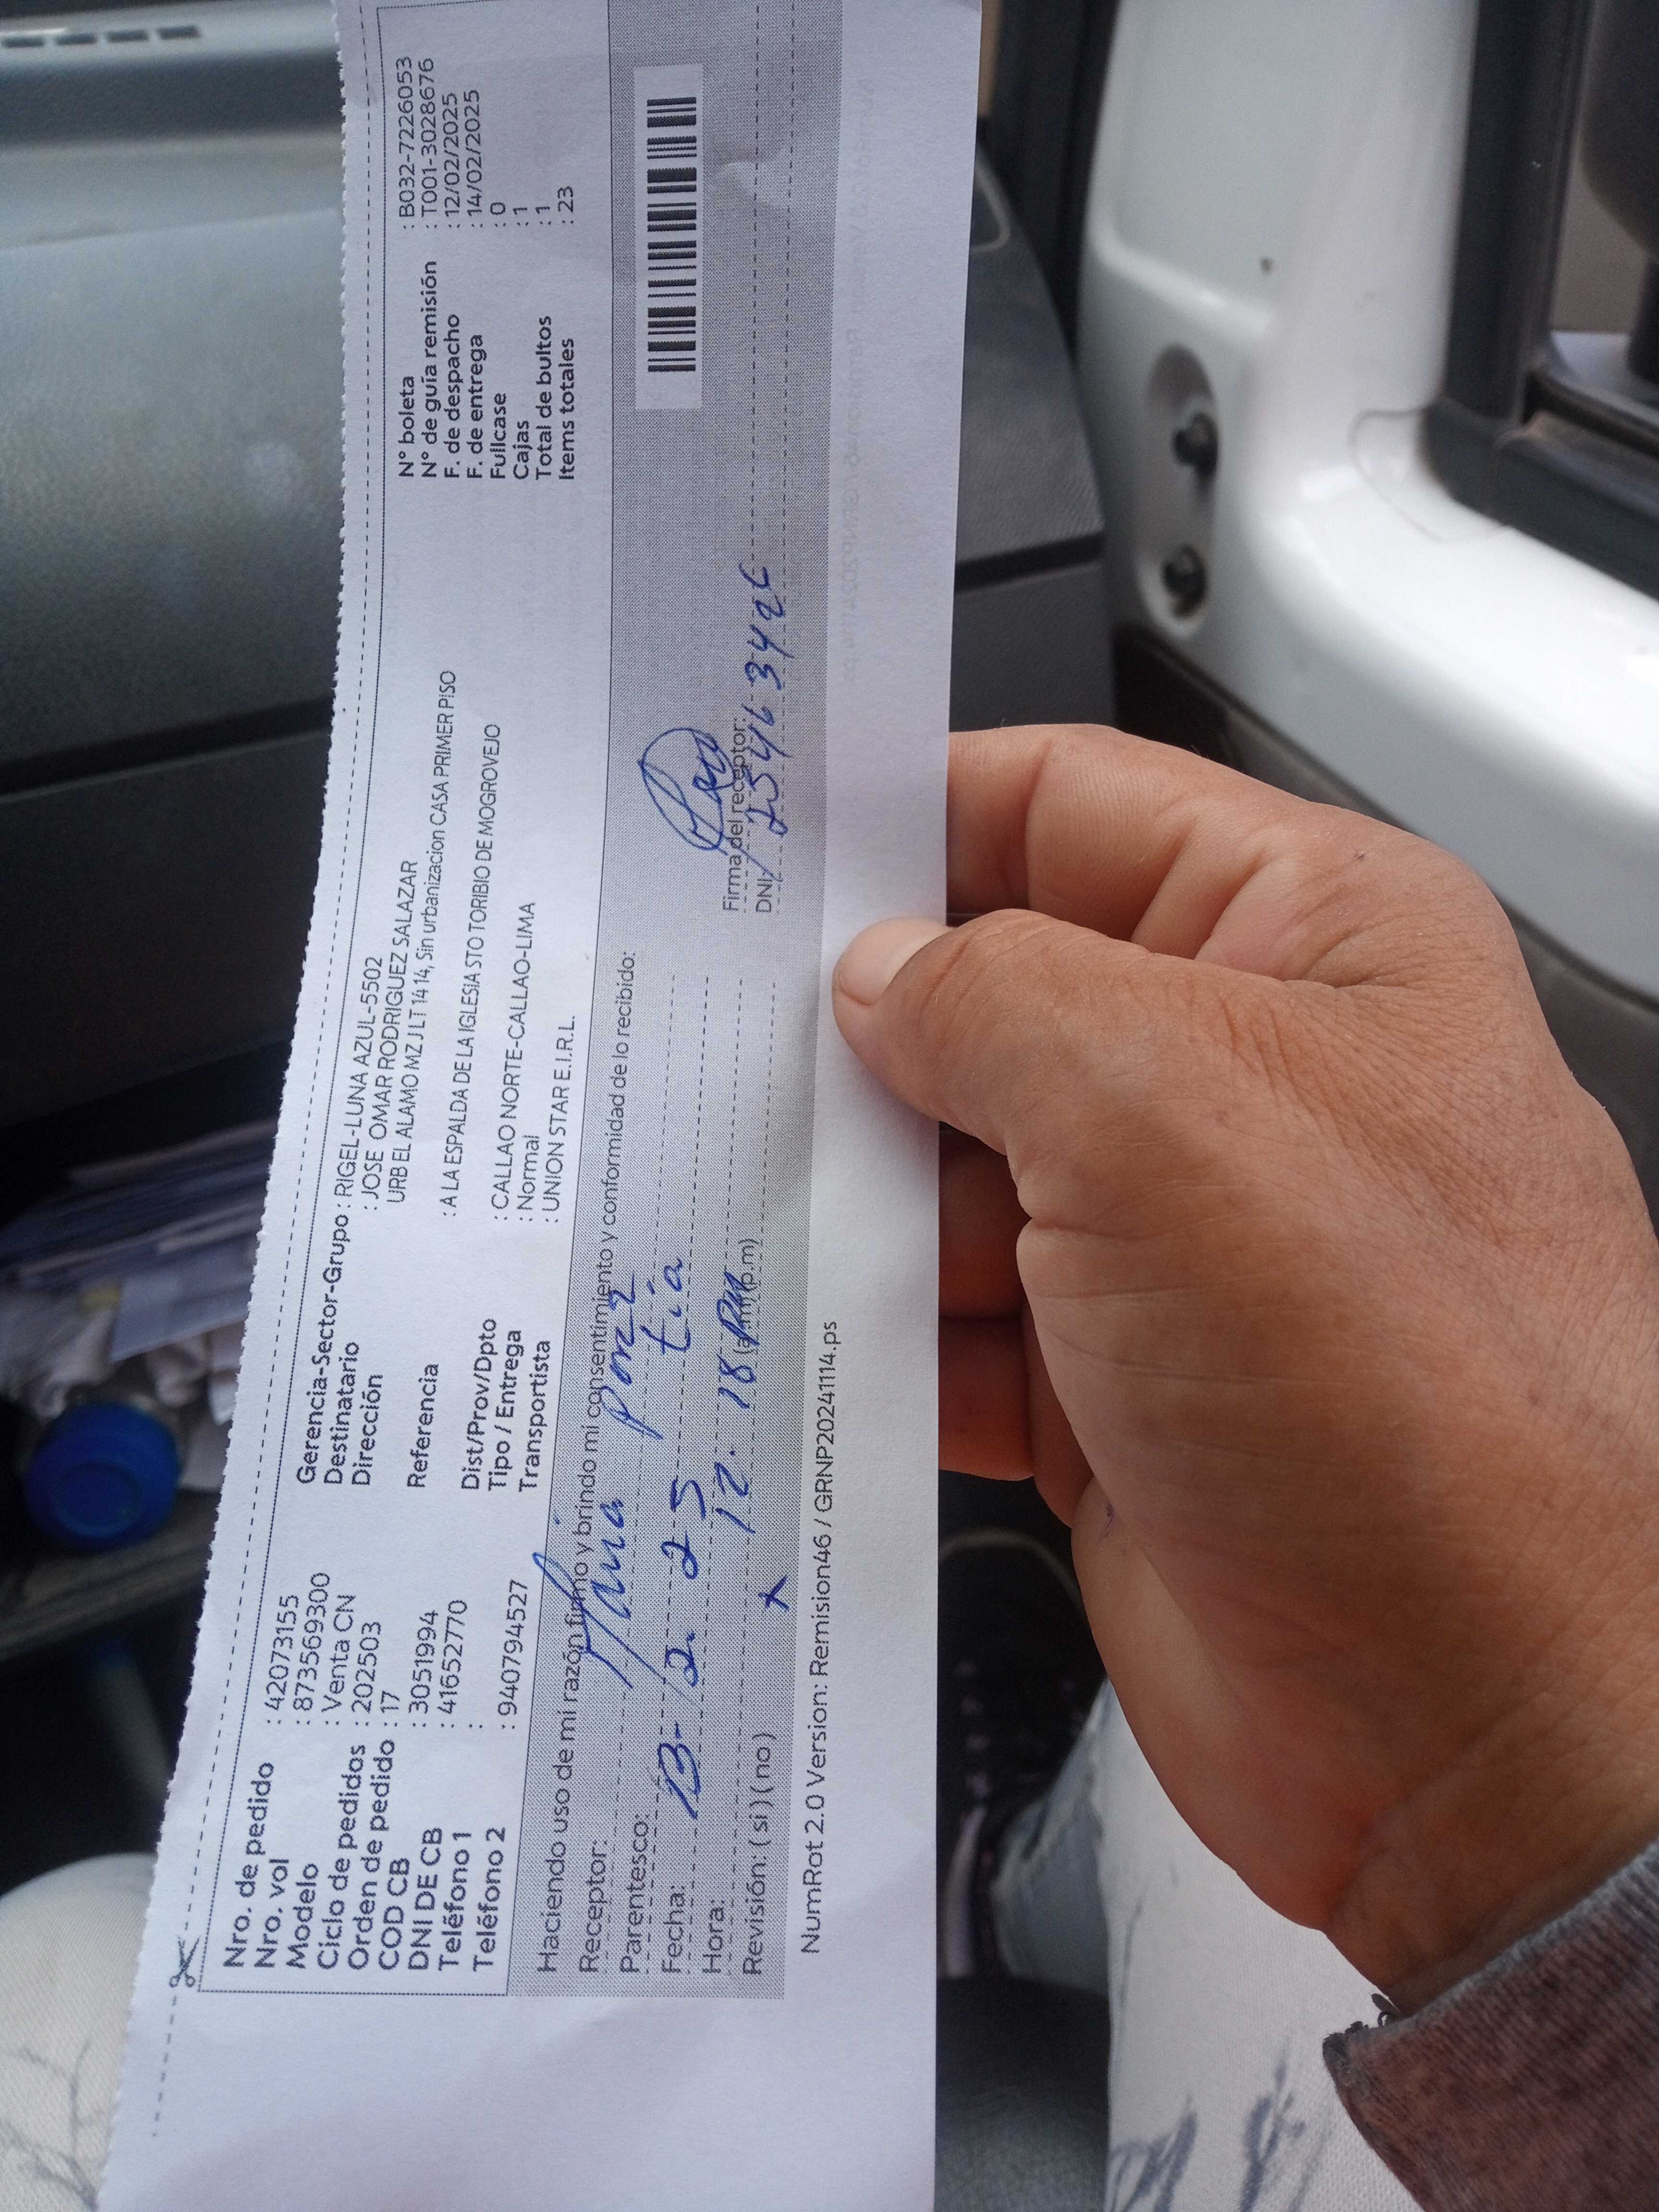 Nro. de pedido : 42073155
Nro. vol : 873569300
Modelo : Venta CN
Ciclo de pedidos : 202503
Orden de pedido : 17
COD CB : 3051994
DNI DE CB : 41652770
Teléfono 1 :
Teléfono 2 : 940794527
Gerencia-Sector-Grupo : RIGEL-LUNA AZUL-5502
Destinatario : JOSE OMAR RODRIGUEZ SALAZAR
Dirección URB EL ALAMO MZ J LT 14 14, Sin urbanizacion CASA PRIMER PISO
Referencia : A LA ESPALDA DE LA IGLESIA STO TORIBIO DE MOGROVEJO
Dist/Prov/Dpto : CALLAO NORTE-CALLAO-LIMA
Tipo / Entrega : Normal
Transportista : UNION STAR E.I.R.L.
N° boleta : B032-7226053
N° de guía remisión : T001-3028676
F. de despacho : 12/02/2025
F. de entrega : 14/02/2025
Fullcase : 0
Cajas : 1
Total de bultos : 1
Items totales : 23
Haciendo uso de mi razón firmo y brindo mi consentimiento y conformidad de lo recibido:
Receptor:
Parentesco: tia
Fecha: 13- 2. 25
Hora: 12. 18 PM (a.m)(p.m)
Revisión: ( si ) ( no ) x
Firma del receptor:
DNI:
NumRot 2.0 Version: Remision46 / GRNP20241114.ps